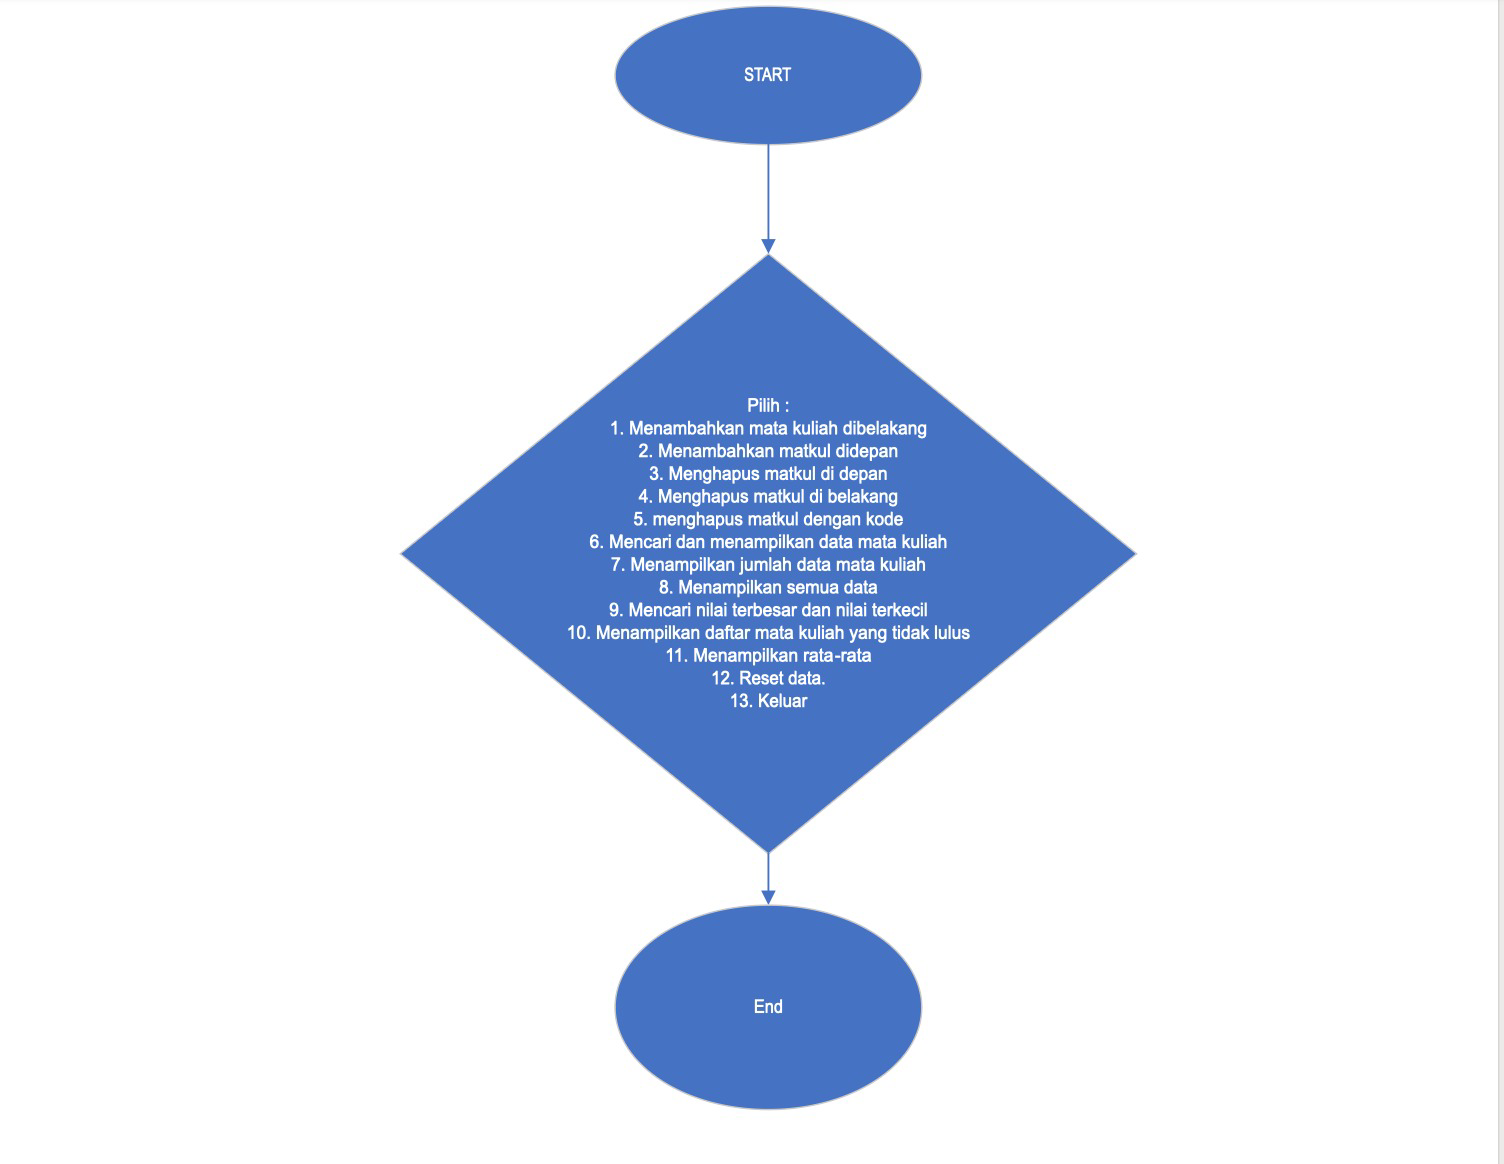 START
Pilih :
1. Menambahkan mata kuliah dibelakang
2. Menambahkan matkul didepan
3. Menghapus matkul di depan
4. Menghapus matkul di belakang
5. menghapus matkul dengan kode
6. Mencari dan menampilkan data mata kuliah
7. Menampilkan jumlah data mata kuliah
8. Menampilkan semua data
9. Mencari nilai terbesar dan nilai terkecil
10. Menampilkan daftar mata kuliah yang tidak lulus
11. Menampilkan rata-rata
12. Reset data.
13. Keluar
End